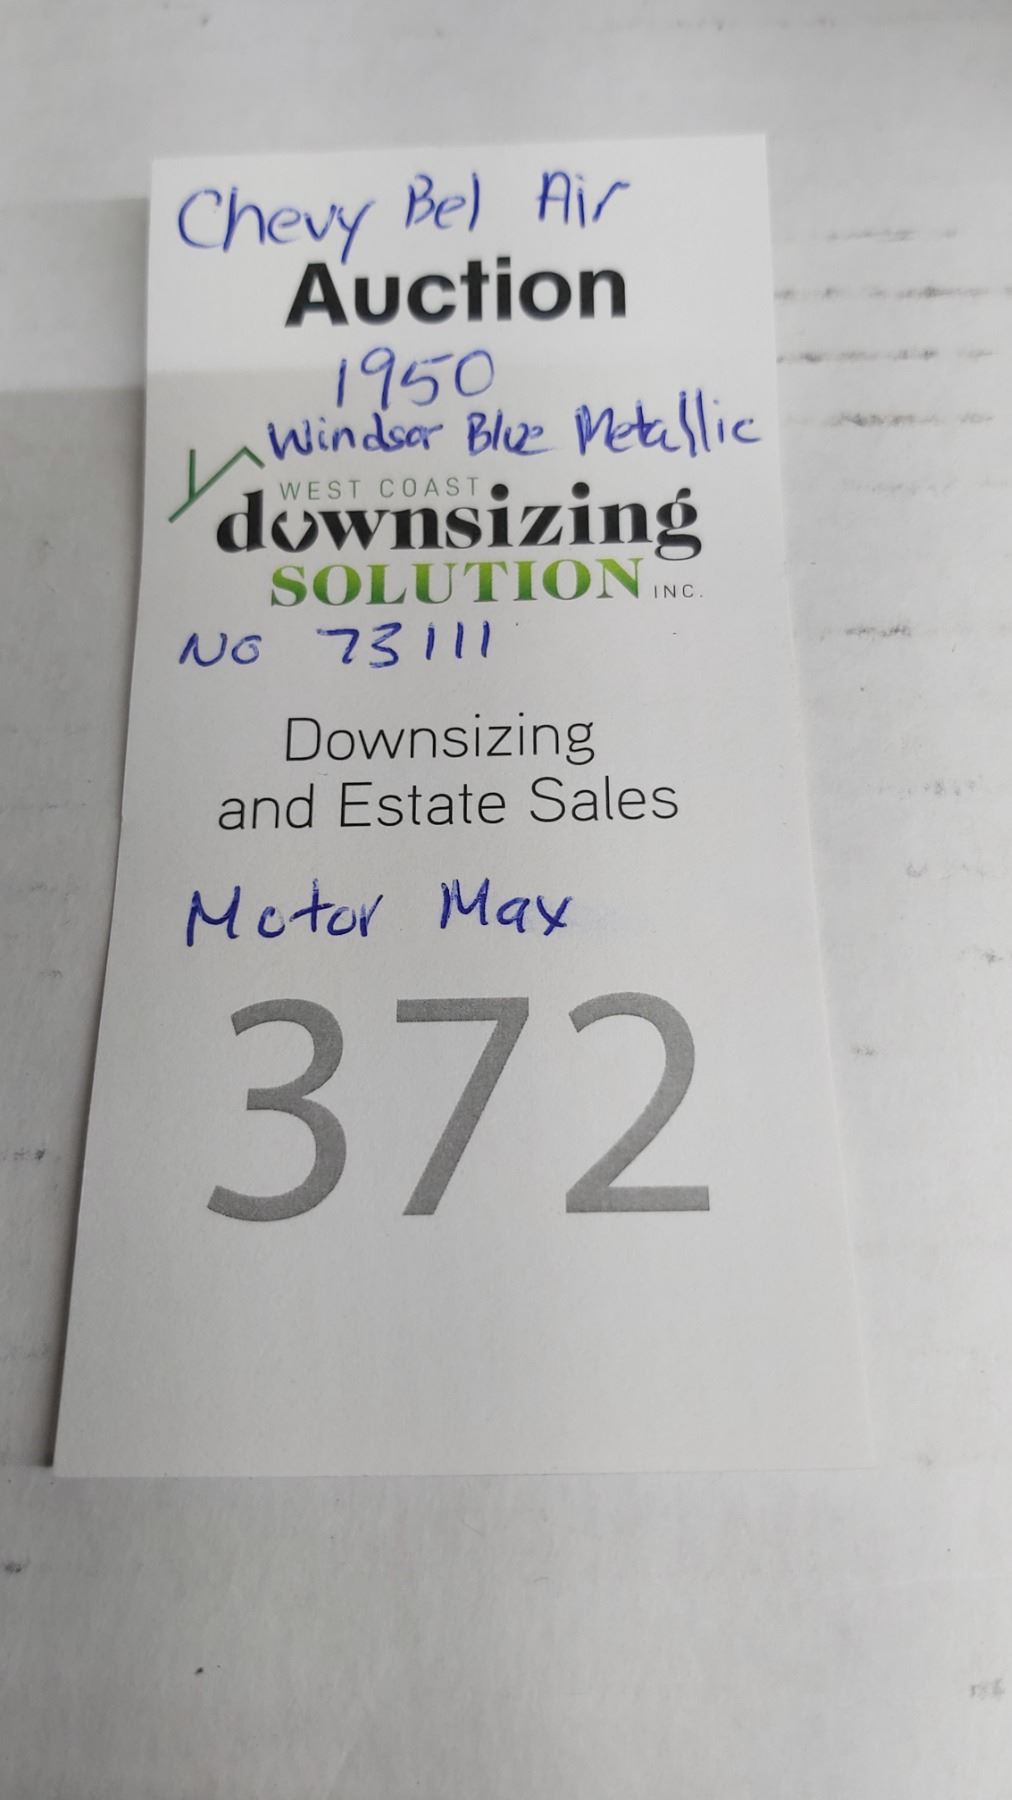 Chevy Bel Air
Auction
1950
Windsor Blue Metallic
WEST COAST
downsizing
SOLUTION INC.
NO 73111
Downsizing
and Estate Sales
Motor Max
372